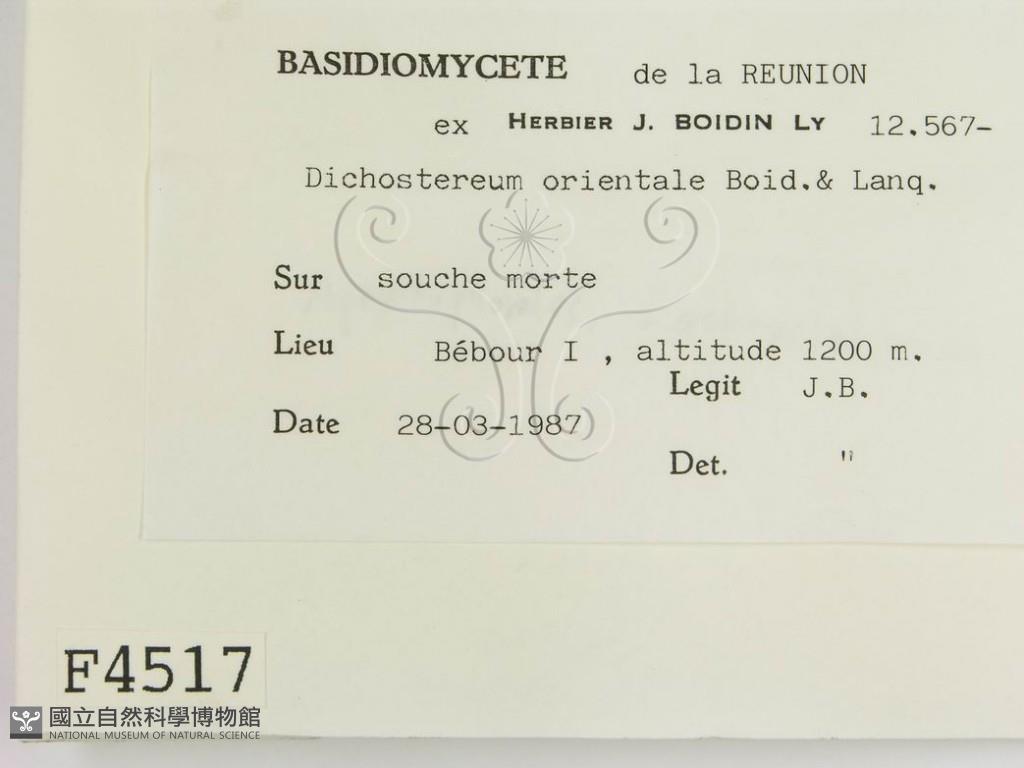 BASIDIOMYCETE de la REUNION
ex HERBIER J. BOIDIN LY 12.567-
Dichostereum orientale Boid.& Lanq.
Sur souche morte
Lieu Bébour I , altitude 1200 m.
Legit J.B.
Date 28-03-1987
Det. "
F4517
國立自然科學博物館
NATIONAL MUSEUM OF NATURAL SCIENCE